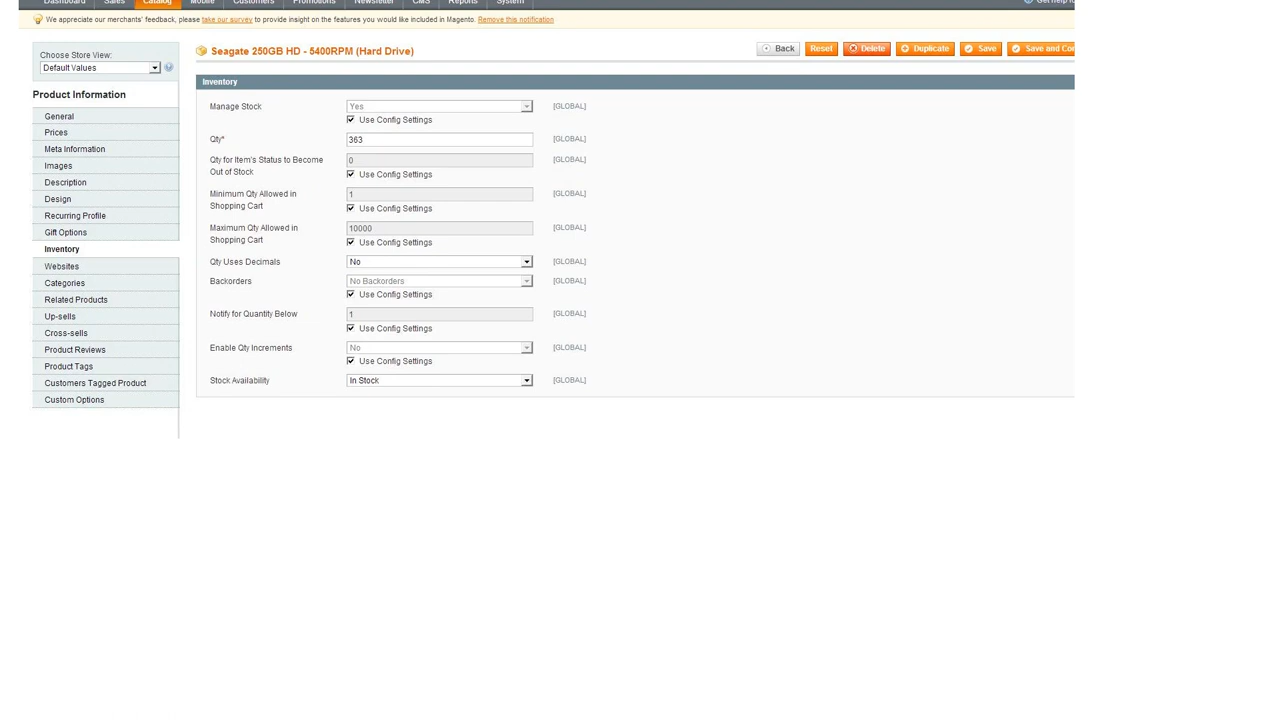 Dashboard Sales Catalog Mobile Customers Promotions Newsletter CMS Reports System Get help
We appreciate our merchants' feedback, please take our survey to provide insight on the features you would like included in Magento. Remove this notification
Choose Store View:
Default Values
Product Information
General
Prices
Meta Information
Images
Description
Design
Recurring Profile
Gift Options
Inventory
Websites
Categories
Related Products
Up-sells
Cross-sells
Product Reviews
Product Tags
Customers Tagged Product
Custom Options
Seagate 250GB HD - 5400RPM (Hard Drive)
Back Reset Delete Duplicate Save Save and Con
Inventory
Manage Stock Yes [GLOBAL]
Use Config Settings
Qty* 363 [GLOBAL]
Qty for Item's Status to Become 0 [GLOBAL]
Out of Stock Use Config Settings
Minimum Qty Allowed in 1 [GLOBAL]
Shopping Cart Use Config Settings
Maximum Qty Allowed in 10000 [GLOBAL]
Shopping Cart Use Config Settings
Qty Uses Decimals No [GLOBAL]
Backorders No Backorders [GLOBAL]
Use Config Settings
Notify for Quantity Below 1 [GLOBAL]
Use Config Settings
Enable Qty Increments No [GLOBAL]
Use Config Settings
Stock Availability In Stock [GLOBAL]